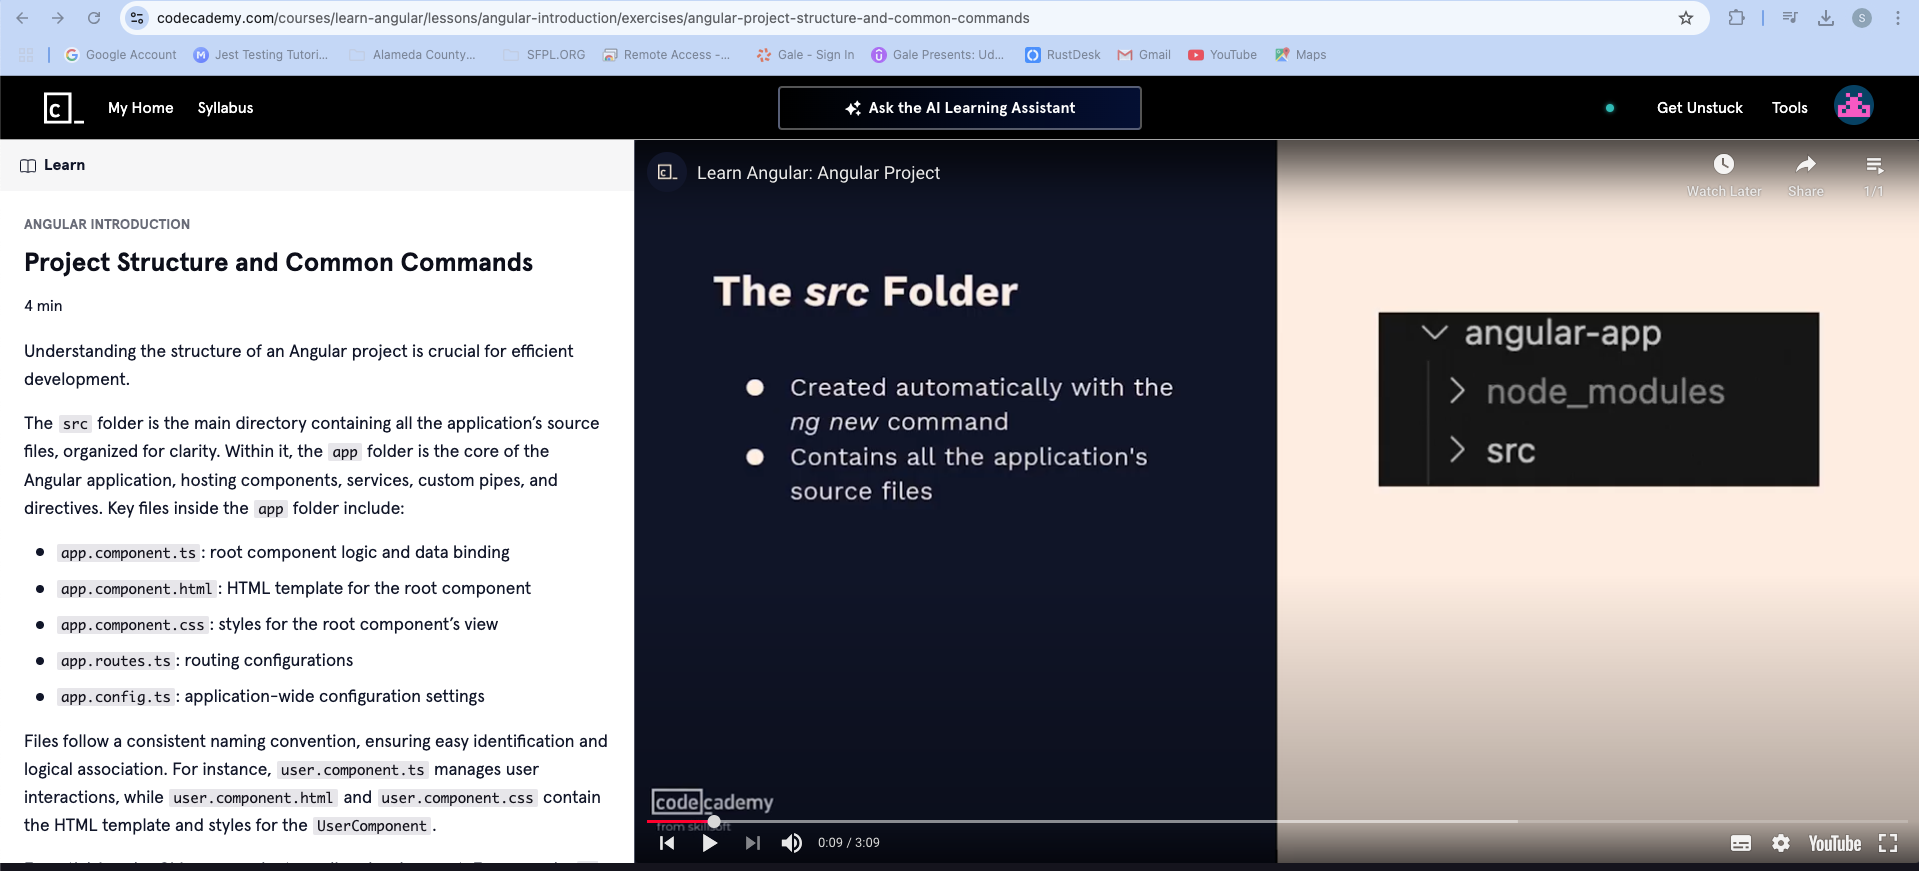 codecademy.com/courses/learn-angular/lessons/angular-introduction/exercises/angular-project-structure-and-common-commands
S
Google Account
Jest Testing Tutori...
Alameda County...
SFPL.ORG
Remote Access -...
Gale - Sign In
Gale Presents: Ud...
RustDesk
Gmail
YouTube
Maps
c_
My Home
Syllabus
Ask the AI Learning Assistant
Get Unstuck
Tools
Learn
ANGULAR INTRODUCTION
Project Structure and Common Commands
4 min
Understanding the structure of an Angular project is crucial for efficient
development.
The src folder is the main directory containing all the application’s source
files, organized for clarity. Within it, the app folder is the core of the
Angular application, hosting components, services, custom pipes, and
directives. Key files inside the app folder include:
app.component.ts: root component logic and data binding
app.component.html: HTML template for the root component
app.component.css: styles for the root component’s view
app.routes.ts: routing configurations
app.config.ts: application-wide configuration settings
Files follow a consistent naming convention, ensuring easy identification and
logical association. For instance, user.component.ts manages user
interactions, while user.component.html and user.component.css contain
the HTML template and styles for the UserComponent.
c_
Learn Angular: Angular Project
Watch Later
Share
1/1
The src Folder
Created automatically with the
ng new command
Contains all the application's
source files
angular-app
node_modules
src
codecademy
from skillsoft
0:09 / 3:09
YouTube